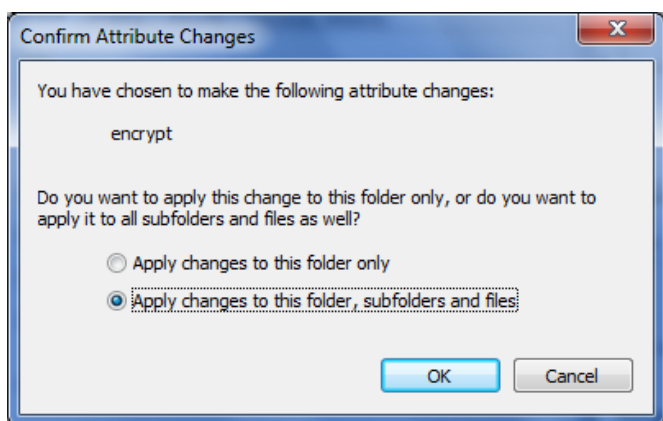 Confirm Attribute Changes
You have chosen to make the following attribute changes:
encrypt
Do you want to apply this change to this folder only, or do you want to
apply it to all subfolders and files as well?
Apply changes to this folder only
Apply changes to this folder, subfolders and files
OK Cancel